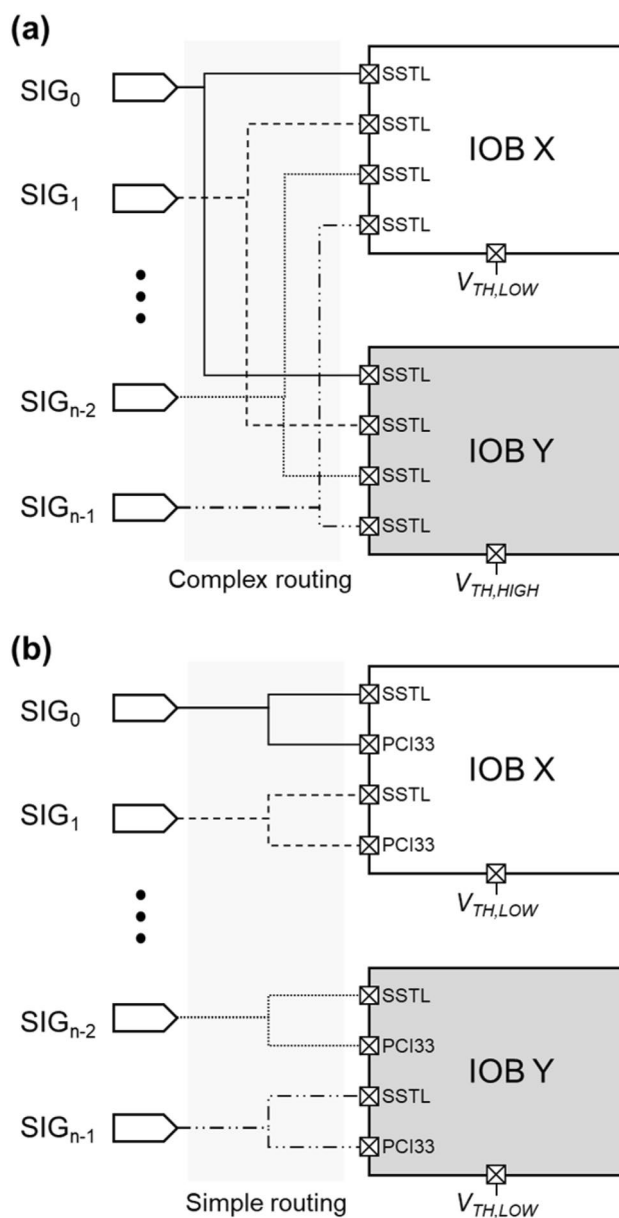 (a)
SIG0
SSTL
SIG1
SSTL
SSTL
SSTL
IOB X
VTH,LOW
SIGn-2
SSTL
SSTL
SIGn-1
SSTL
SSTL
IOB Y
Complex routing
VTH,HIGH
(b)
SIG0
SSTL
PCI33
SIG1
SSTL
PCI33
IOB X
VTH,LOW
SIGn-2
SSTL
PCI33
SIGn-1
SSTL
PCI33
IOB Y
Simple routing
VTH,LOW